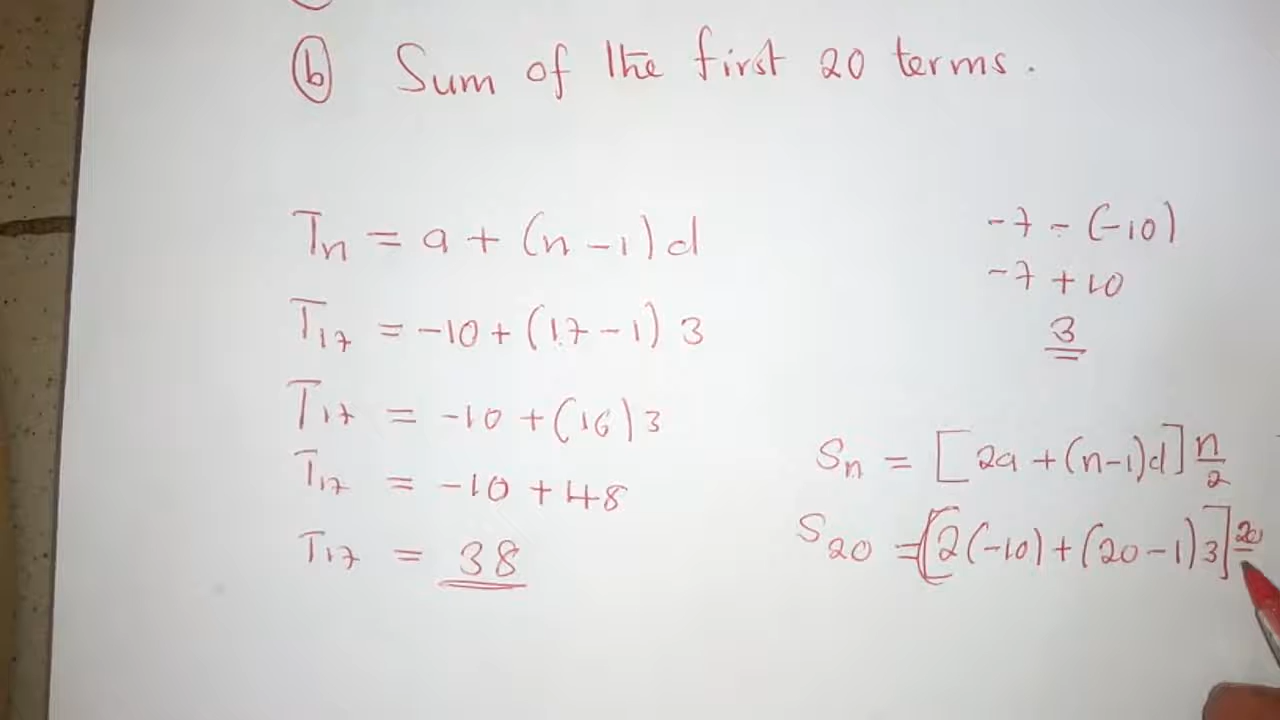 (b) Sum of the first 20 terms.
Tn = a + (n - 1) d
T17 = -10 + (17 - 1) 3
T17 = -10 + (16) 3
T17 = -10 + 48
T17 = 38
-7 - (-10)
-7 + 10
3
Sn = [2a + (n-1)d] n/2
S20 = [2(-10) + (20-1)3] 20